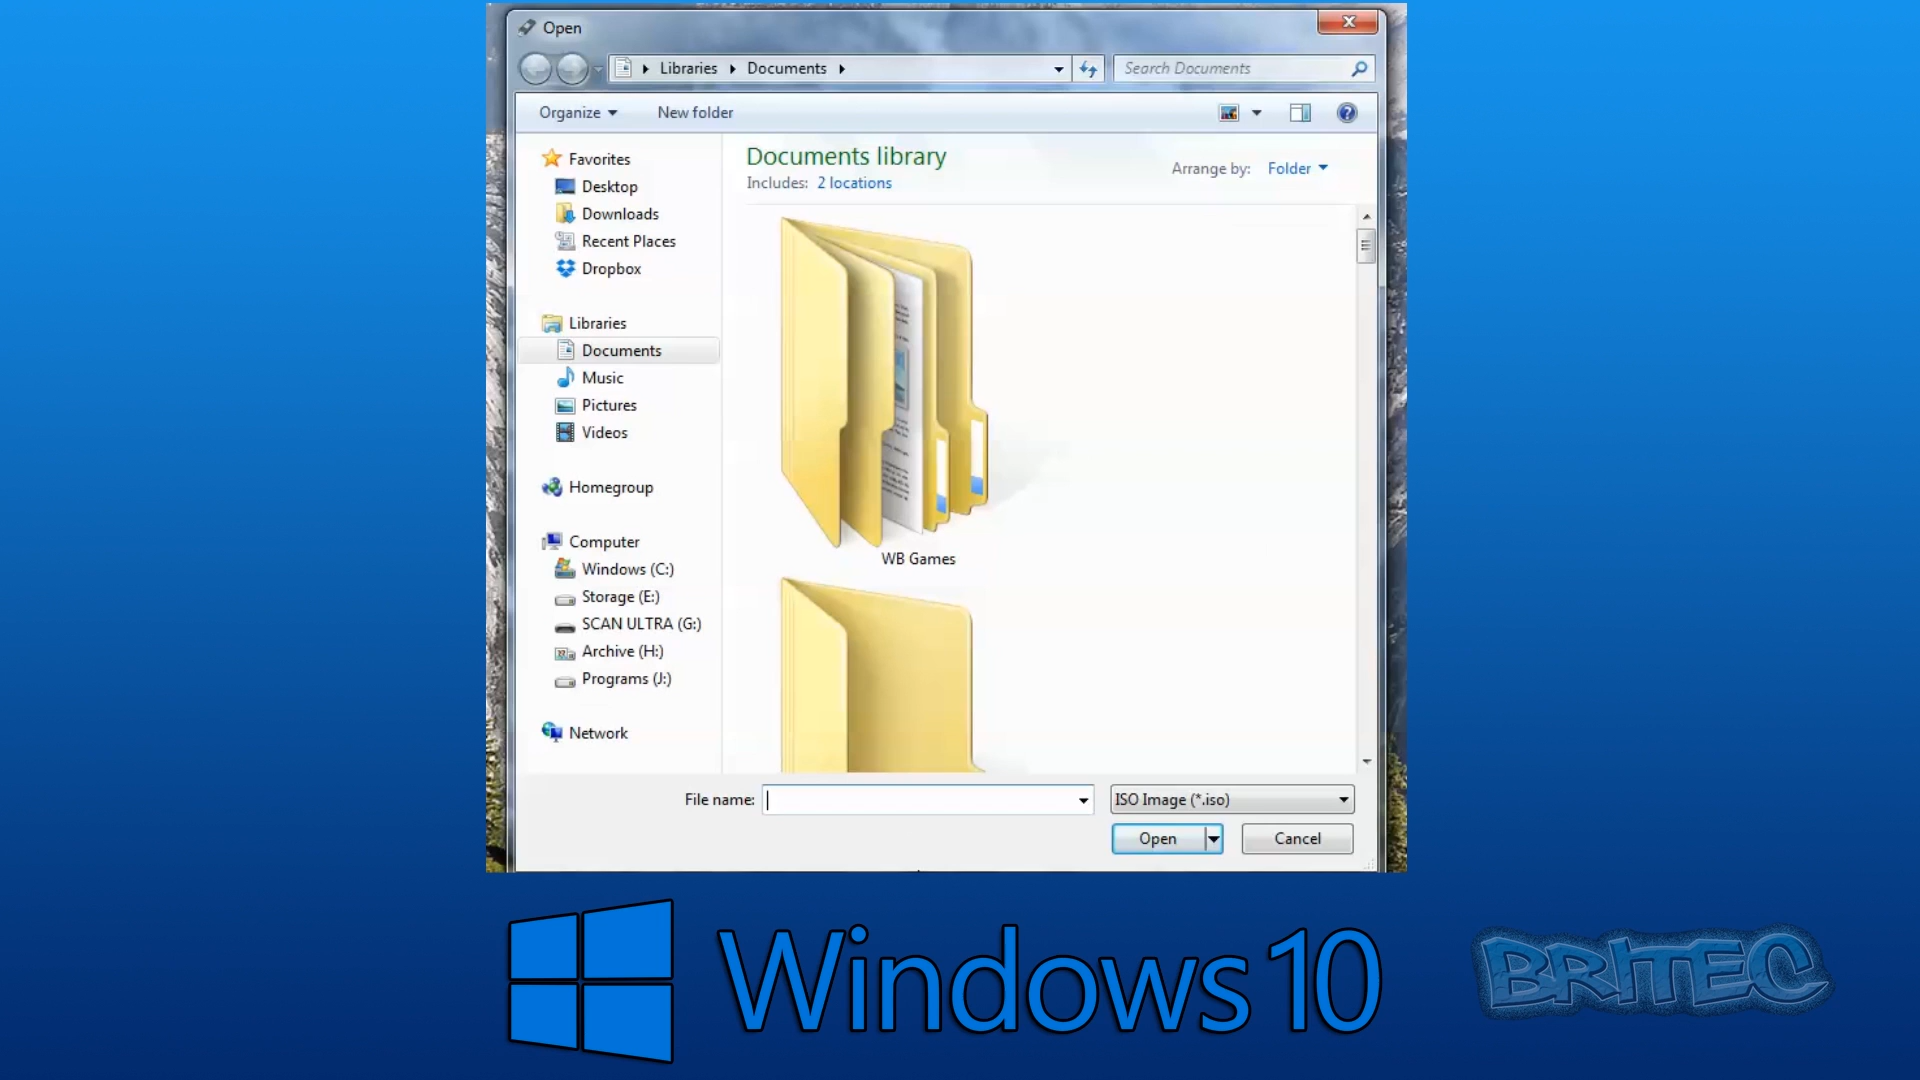 Open
Libraries Documents
Search Documents
Organize New folder
Documents library
Includes: 2 locations
Arrange by: Folder
Favorites
Desktop
Downloads
Recent Places
Dropbox
Libraries
Documents
Music
Pictures
Videos
Homegroup
Computer
Windows (C:)
Storage (E:)
SCAN ULTRA (G:)
Archive (H:)
Programs (J:)
Network
WB Games
File name:
ISO Image (*.iso)
Open Cancel
Windows 10
BRITEC